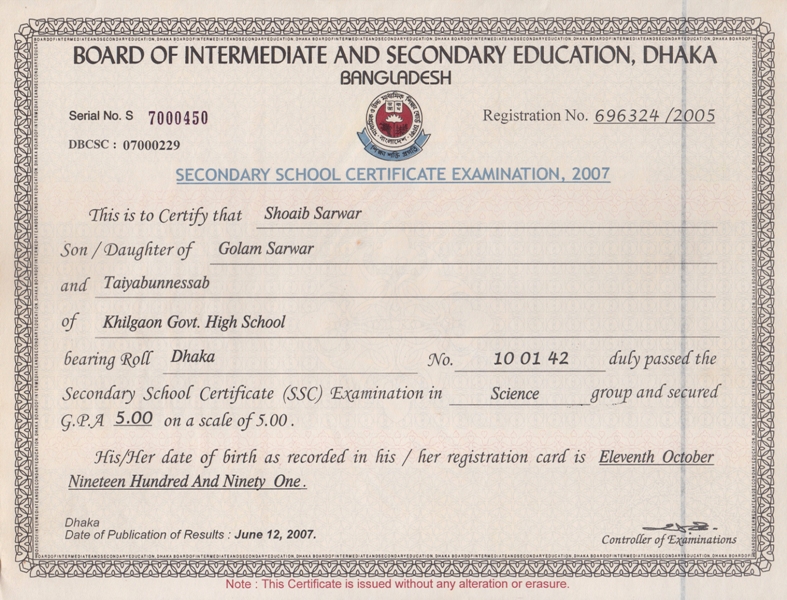 BOARD OF INTERMEDIATE AND SECONDARY EDUCATION, DHAKA
BANGLADESH
Serial No. S 7000450
Registration No. 696324 /2005
DBCSC : 07000229
SECONDARY SCHOOL CERTIFICATE EXAMINATION, 2007
This is to Certify that Shoaib Sarwar
Son / Daughter of Golam Sarwar
and Taiyabunnessab
of Khilgaon Govt. High School
bearing Roll Dhaka No. 10 01 42 duly passed the
Secondary School Certificate (SSC) Examination in Science group and secured
G.P.A 5.00 on a scale of 5.00 .
His/Her date of birth as recorded in his / her registration card is Eleventh October
Nineteen Hundred And Ninety One .
Dhaka
Date of Publication of Results : June 12, 2007.
Controller of Examinations
Note : This Certificate is issued without any alteration or erasure.